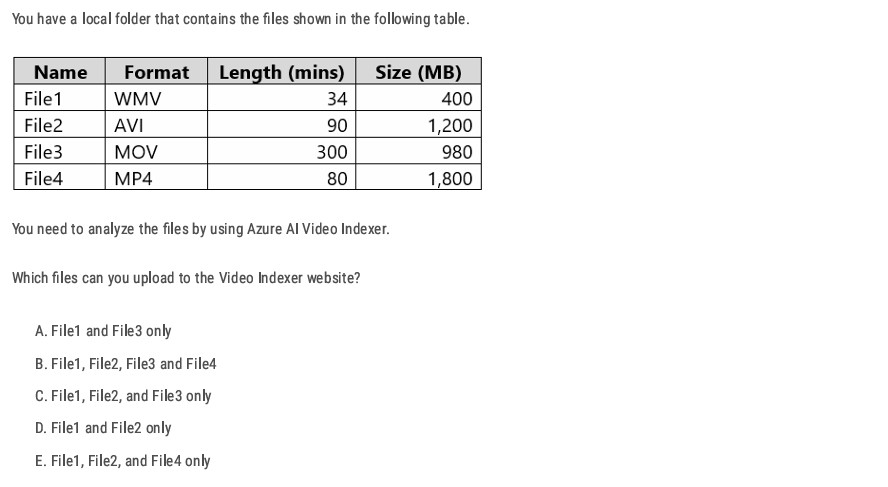 You have a local folder that contains the files shown in the following table.
Name Format Length (mins) Size (MB)
File1 WMV 34 400
File2 AVI 90 1,200
File3 MOV 300 980
File4 MP4 80 1,800
You need to analyze the files by using Azure AI Video Indexer.
Which files can you upload to the Video Indexer website?
A. File1 and File3 only
B. File1, File2, File3 and File4
C. File1, File2, and File3 only
D. File1 and File2 only
E. File1, File2, and File4 only